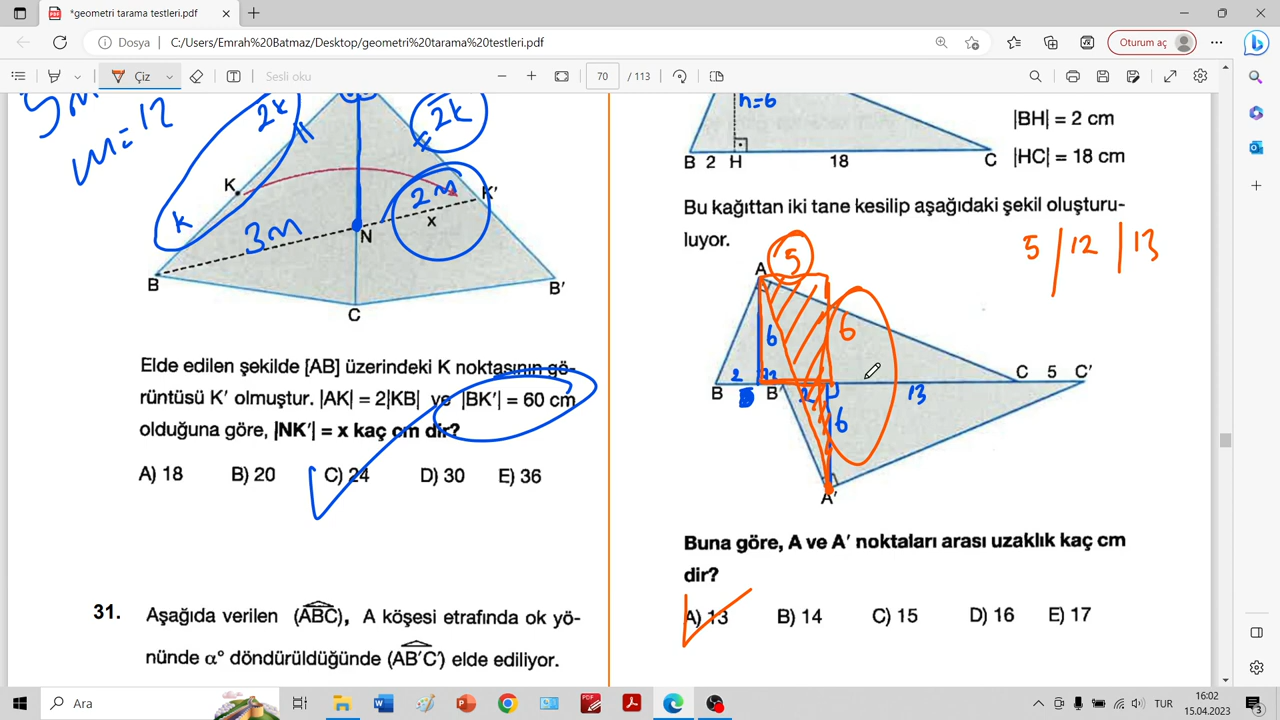 *geometri tarama testleri.pdf
Dosya
C:/Users/Emrah%20Batmaz/Desktop/geometri%20tarama%20testleri.pdf
Oturum aç
Çiz
Sesli oku
70
/ 113
m=12
2k
2k
K
K'
k
3m
2m
x
N
B
B'
C
Elde edilen şekilde [AB] üzerindeki K noktasının gö-
rüntüsü K′ olmuştur. |AK| = 2|KB| ve |BK′| = 60 cm
olduğuna göre, |NK′| = x kaç cm dir?
A) 18 B) 20 C) 24 D) 30 E) 36
31.
Aşağıda verilen (ABC), A köşesi etrafında ok yö-
nünde α° döndürüldüğünde (AB′C′) elde ediliyor.
h=6
B 2 H 18 C
|BH| = 2 cm
|HC| = 18 cm
Bu kağıttan iki tane kesilip aşağıdaki şekil oluşturu-
luyor.
5 / 12 / 13
A
5
6
6
2
B
B'
2
13
C 5 C'
6
A'
Buna göre, A ve A′ noktaları arası uzaklık kaç cm
dir?
A) 13 B) 14 C) 15 D) 16 E) 17
Ara
16:02
TUR
15.04.2023
3